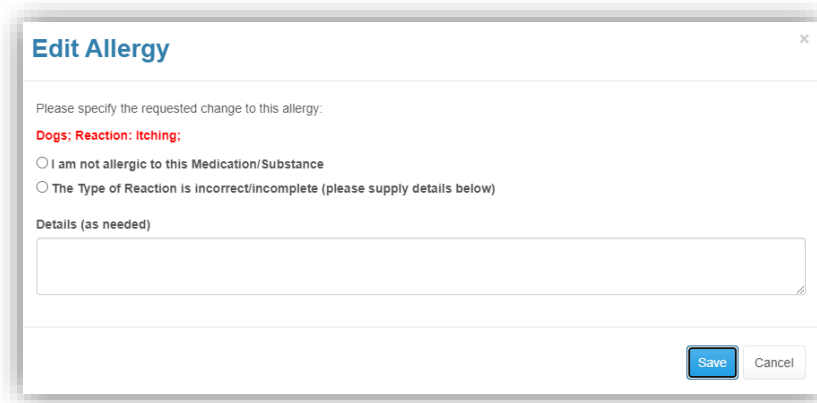 Edit Allergy
×
Please specify the requested change to this allergy:
Dogs; Reaction: Itching;
I am not allergic to this Medication/Substance
The Type of Reaction is incorrect/incomplete (please supply details below)
Details (as needed)
Save Cancel